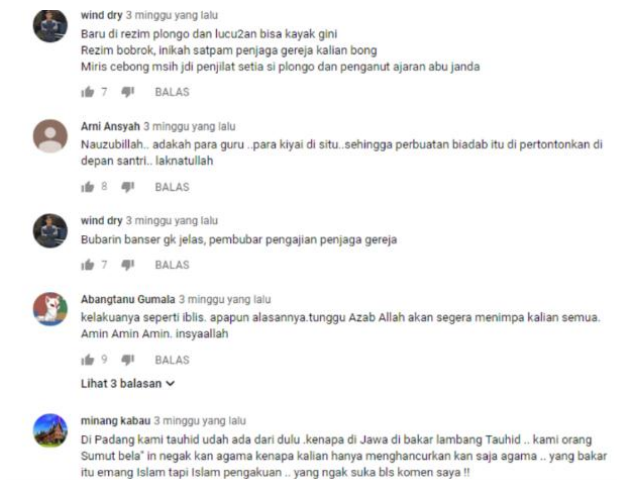 wind dry 3 minggu yang lalu
Baru di rezim plongo dan lucu2an bisa kayak gini
Rezim bobrok, inikah satpam penjaga gereja kalian bong
Miris cebong msih jdi penjilat setia si plongo dan penganut ajaran abu janda
7 BALAS
Arni Ansyah 3 minggu yang lalu
Nauzubillah.. adakah para guru ..para kiyai di situ..sehingga perbuatan biadab itu di pertontonkan di
depan santri.. laknatullah
8 BALAS
wind dry 3 minggu yang lalu
Bubarin banser gk jelas, pembubar pengajian penjaga gereja
7 BALAS
Abangtanu Gumala 3 minggu yang lalu
kelakuanya seperti iblis. apapun alasannya.tunggu Azab Allah akan segera menimpa kalian semua.
Amin Amin Amin. insyaallah
9 BALAS
Lihat 3 balasan
minang kabau 3 minggu yang lalu
Di Padang kami tauhid udah ada dari dulu .kenapa di Jawa di bakar lambang Tauhid .. kami orang
Sumut bela" in negak kan agama kenapa kalian hanya menghancurkan kan saja agama .. yang bakar
itu emang Islam tapi Islam pengakuan .. yang ngak suka bls komen saya !!